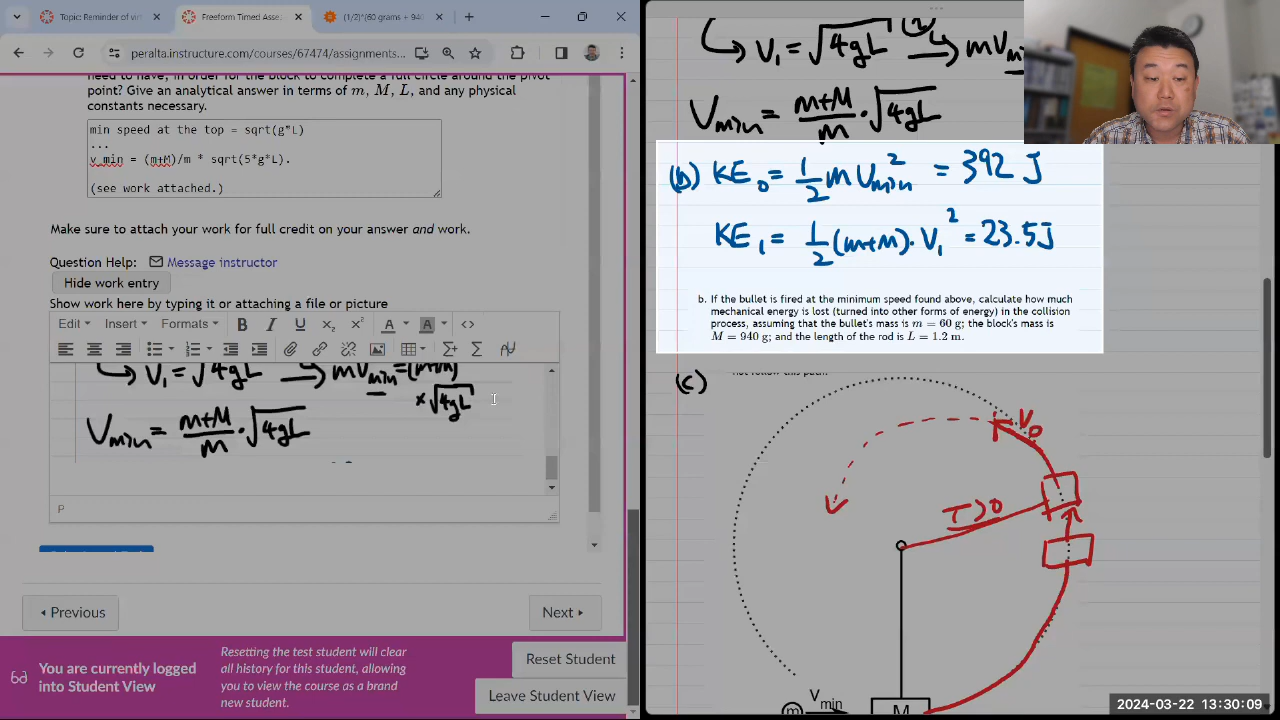 Topic: Reminder of vir
Freeform Timed Asse
(1/2)*(60 grams + 940
peralta.instructure.com/courses/67474/assignments...
need to have, in order for the block to complete a full circle around the pivot
point? Give an analytical answer in terms of m, M, L, and any physical
constants necessary.
min speed at the top = sqrt(g*L)
...
v_min = (m+M)/m * sqrt(5*g*L).
(see work attached.)
Make sure to attach your work for full credit on your answer and work.
Question Help: Message instructor
Hide work entry
Show work here by typing it or attaching a file or picture
Edit Insert Formats B I U x₂ x² A A
↳ V₁ = √4gL → mVmin=(m+M)
×√4gL
Vmin = (m+M)/m · √4gL
P
◂ Previous
Next ▸
You are currently logged
into Student View
Resetting the test student will clear
all history for this student, allowing
you to view the course as a brand
new student.
Reset Student
Leave Student View
↳ V₁ = √4gL (2) → mVmin
Vmin = (m+M)/m · √4gL
(b) KE₀ = 1/2 m Vmin² = 392 J
KE₁ = 1/2 (m+M) · V₁² = 23.5 J
b. If the bullet is fired at the minimum speed found above, calculate how much
mechanical energy is lost (turned into other forms of energy) in the collision
process, assuming that the bullet's mass is m = 60 g; the block's mass is
M = 940 g; and the length of the rod is L = 1.2 m.
(c)
not follow this path.
V₀
T>0
Vmin
m
M
2024-03-22 13:30:09